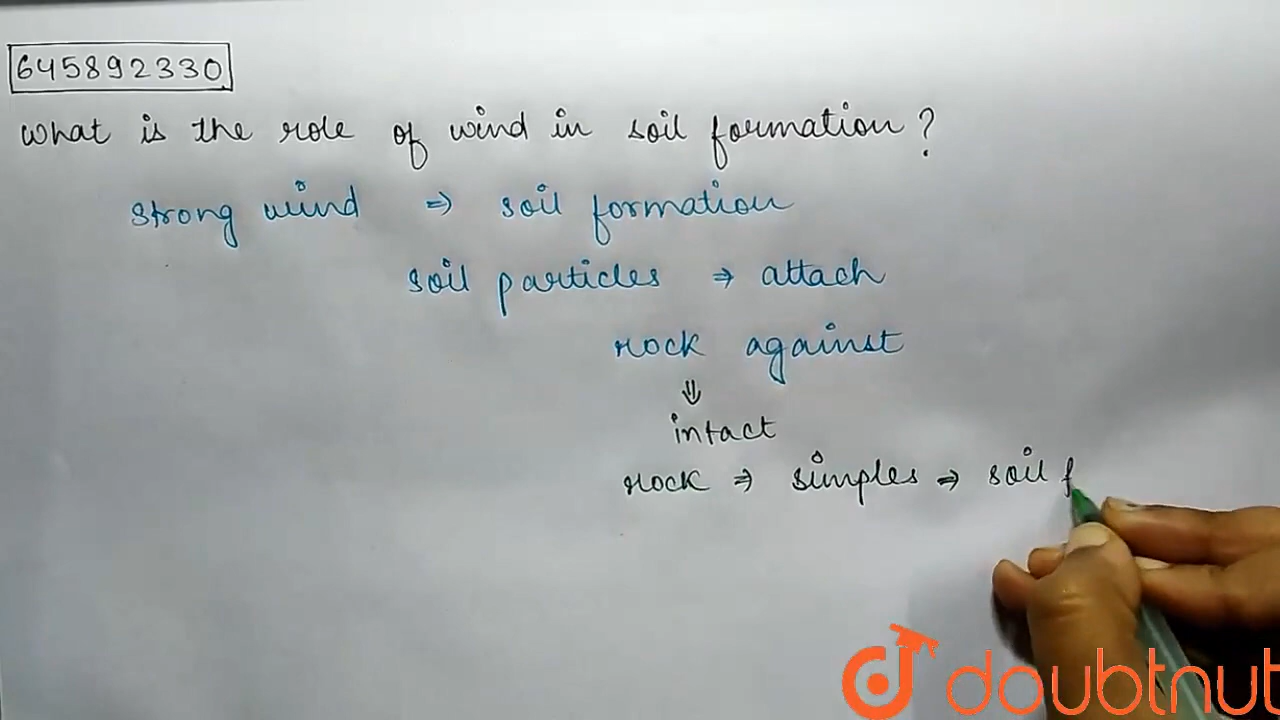 645892330
What is the role of wind in soil formation?
strong wind ⇒ soil formation
soil particles ⇒ attach
rock against
⇓
intact
rock ⇒ simples ⇒ soil f
doubtnut